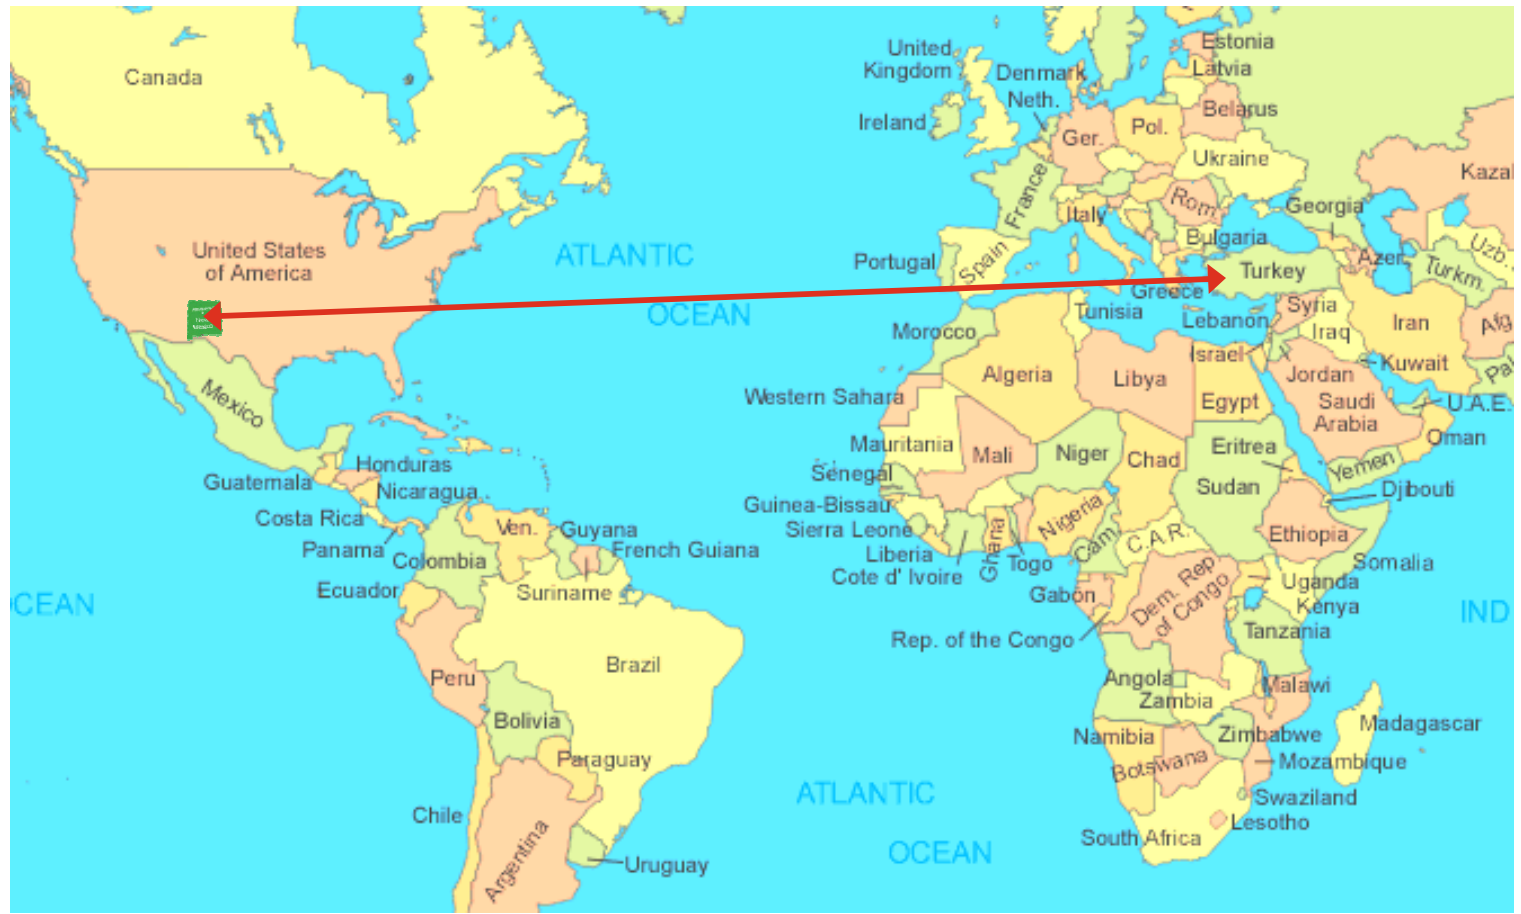 Canada
United States
of America
Mexico
Guatemala
Honduras
Nicaragua
Costa Rica
Panama
Colombia
Ven.
Guyana
French Guiana
Suriname
Ecuador
Peru
Brazil
Bolivia
Paraguay
Chile
Argentina
Uruguay
CEAN
ATLANTIC
OCEAN
ATLANTIC
OCEAN
IND
United
Kingdom
Ireland
Denmark
Neth.
Estonia
Latvia
Belarus
Ger.
Pol.
Ukraine
France
Italy
Rom.
Bulgaria
Georgia
Kazal
Uzb.
Azer.
Turkm.
Portugal
Spain
Greece
Turkey
Tunisia
Lebanon
Syria
Iraq
Iran
Afg
Pal
Israel
Kuwait
Jordan
Saudi
Arabia
U.A.E.
Oman
Yemen
Morocco
Algeria
Libya
Egypt
Western Sahara
Mauritania
Mali
Niger
Chad
Sudan
Eritrea
Djibouti
Ethiopia
Somalia
Senegal
Guinea-Bissau
Sierra Leone
Liberia
Cote d' Ivoire
Ghana
Togo
Nigeria
Cam.
C.A.R.
Gabon
Rep. of the Congo
Dem. Rep.
of Congo
Uganda
Kenya
Tanzania
Angola
Zambia
Malawi
Namibia
Botswana
Zimbabwe
Mozambique
Madagascar
Swaziland
Lesotho
South Africa